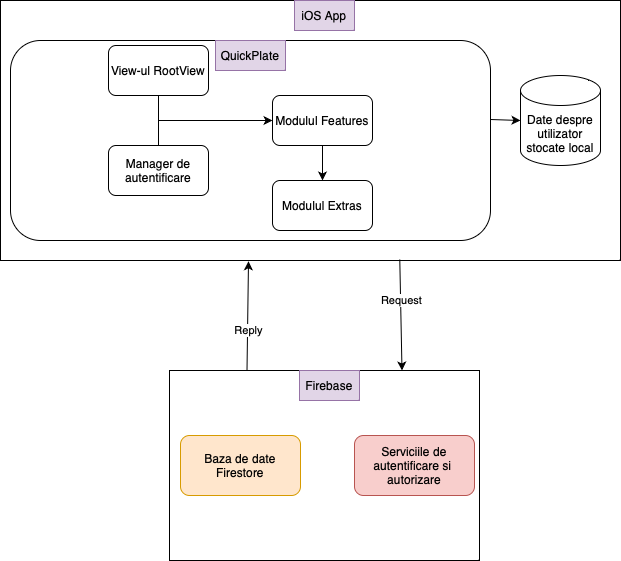 iOS App
QuickPlate
View-ul RootView
Modulul Features
Manager de
autentificare
Modulul Extras
Date despre
utilizator
stocate local
Request
Reply
Firebase
Baza de date
Firestore
Serviciile de
autentificare si
autorizare